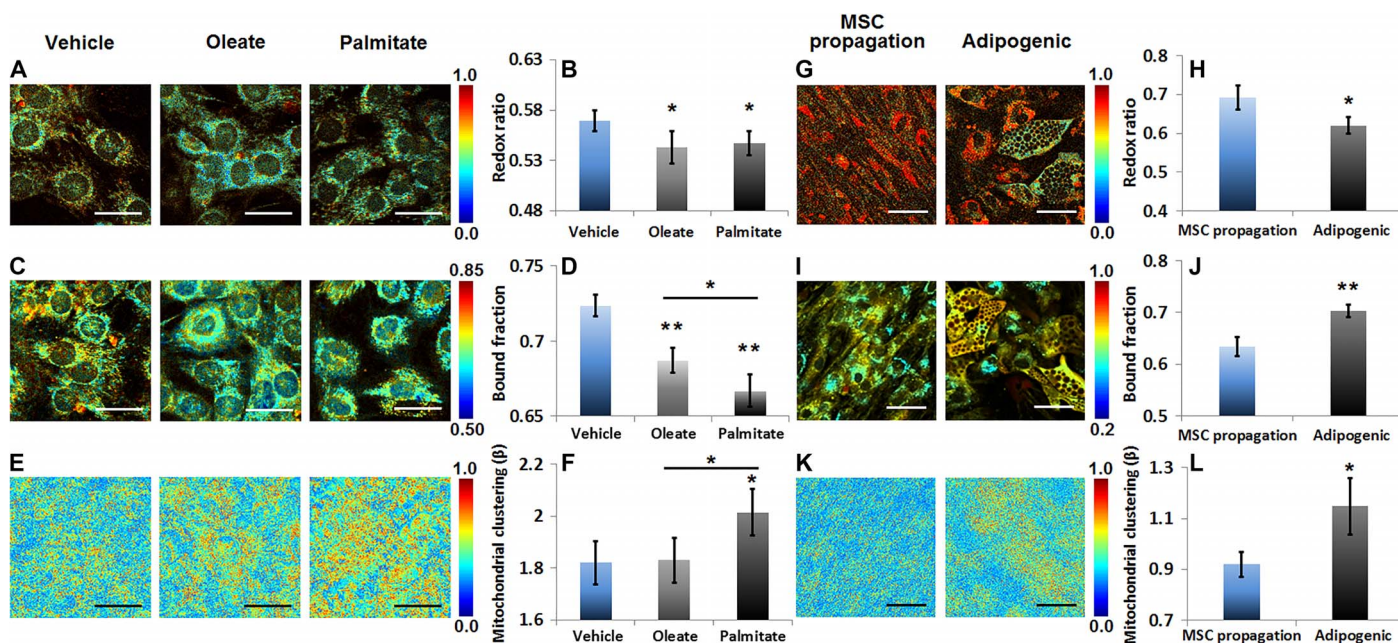 Vehicle Oleate Palmitate
MSC propagation Adipogenic
A
1.0
0.0
B
Redox ratio
0.63
0.58
0.53
0.48
Vehicle Oleate Palmitate
* *
G
1.0
0.0
H
Redox ratio
0.8
0.7
0.6
0.5
0.4
MSC propagation Adipogenic
*
C
0.85
0.50
D
Bound fraction
0.75
0.7
0.65
Vehicle Oleate Palmitate
*
** **
I
1.0
0.2
J
Bound fraction
0.8
0.7
0.6
0.5
MSC propagation Adipogenic
**
E
1.0
0.0
F
Mitochondrial clustering (β)
2.2
2
1.8
1.6
Vehicle Oleate Palmitate
*
*
K
1.0
0.0
L
Mitochondrial clustering (β)
1.3
1.1
0.9
0.7
MSC propagation Adipogenic
*